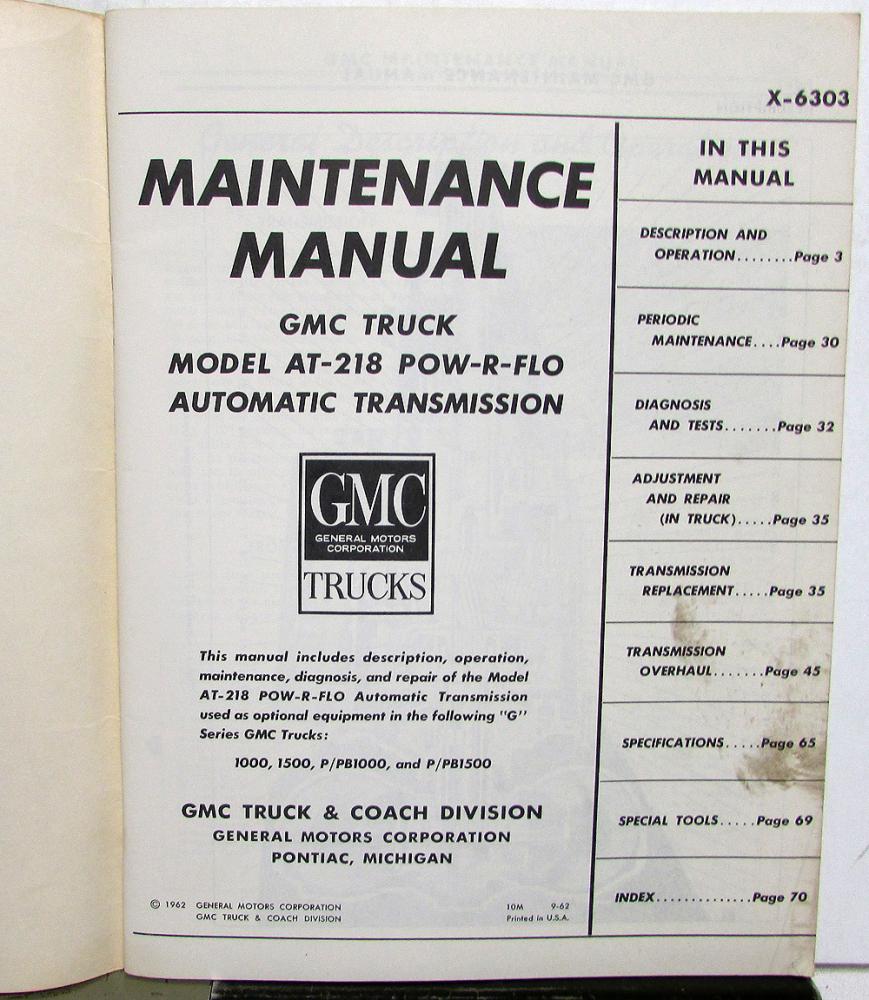 X-6303
MAINTENANCE
MANUAL
GMC TRUCK
MODEL AT-218 POW-R-FLO
AUTOMATIC TRANSMISSION
GMC
GENERAL MOTORS
CORPORATION
TRUCKS
This manual includes description, operation,
maintenance, diagnosis, and repair of the Model
AT-218 POW-R-FLO Automatic Transmission
used as optional equipment in the following "G"
Series GMC Trucks:
1000, 1500, P/PB1000, and P/PB1500
GMC TRUCK & COACH DIVISION
GENERAL MOTORS CORPORATION
PONTIAC, MICHIGAN
© 1962 GENERAL MOTORS CORPORATION
GMC TRUCK & COACH DIVISION
10M 9-62
Printed in U.S.A.
IN THIS
MANUAL
DESCRIPTION AND
OPERATION........Page 3
PERIODIC
MAINTENANCE....Page 30
DIAGNOSIS
AND TESTS.......Page 32
ADJUSTMENT
AND REPAIR
(IN TRUCK).....Page 35
TRANSMISSION
REPLACEMENT.....Page 35
TRANSMISSION
OVERHAUL.......Page 45
SPECIFICATIONS.....Page 65
SPECIAL TOOLS.....Page 69
INDEX..............Page 70